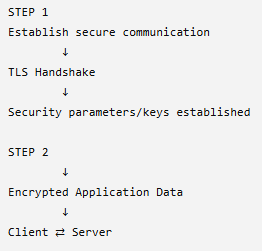 STEP 1
Establish secure communication
↓
TLS Handshake
↓
Security parameters/keys established
STEP 2
↓
Encrypted Application Data
↓
Client ⇄ Server